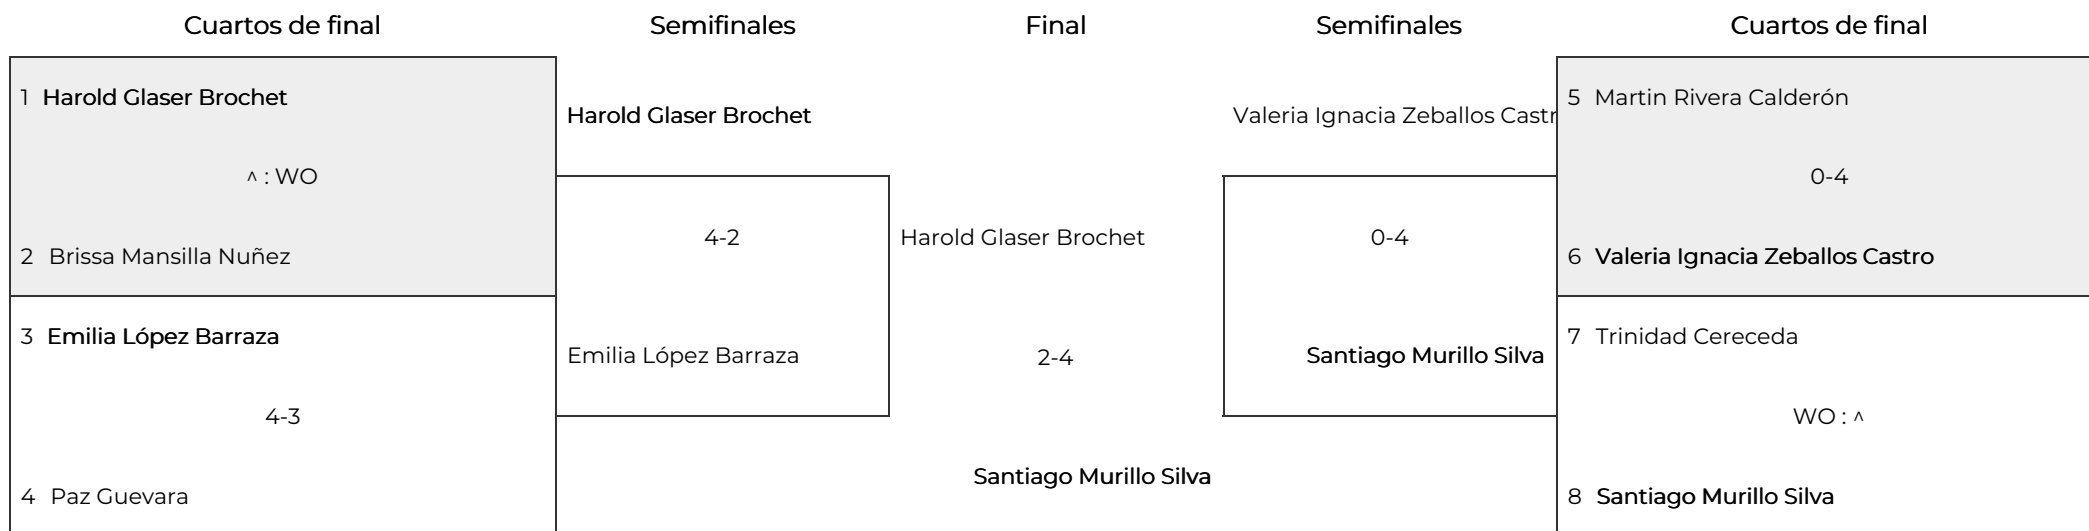 Cuartos de final
Semifinales
Final
Semifinales
Cuartos de final
1 Harold Glaser Brochet
^ : WO
2 Brissa Mansilla Nuñez
3 Emilia López Barraza
4-3
4 Paz Guevara
Harold Glaser Brochet
4-2
Emilia López Barraza
Harold Glaser Brochet
2-4
Santiago Murillo Silva
Valeria Ignacia Zeballos Castr
0-4
Santiago Murillo Silva
5 Martin Rivera Calderón
0-4
6 Valeria Ignacia Zeballos Castro
7 Trinidad Cereceda
WO : ^
8 Santiago Murillo Silva